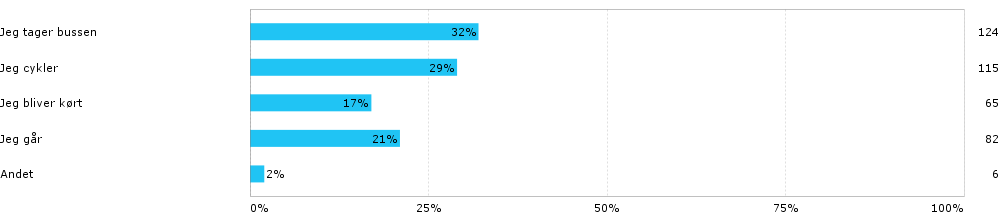 Jeg tager bussen 32% 124
Jeg cykler 29% 115
Jeg bliver kørt 17% 65
Jeg går 21% 82
Andet 2% 6
0% 25% 50% 75% 100%